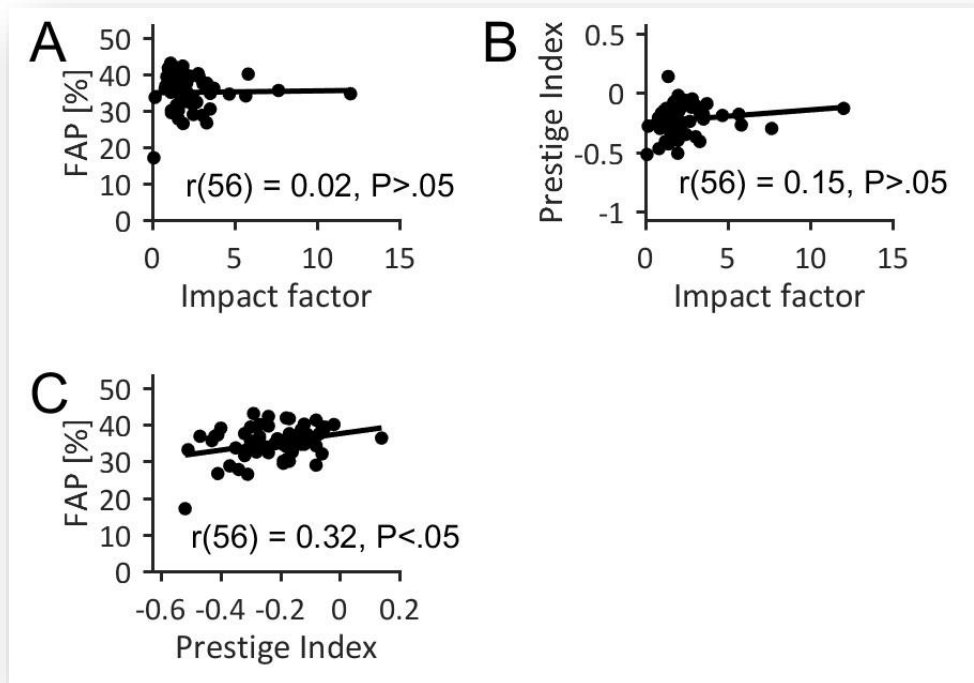 A
50
40
30
20
10
0
FAP [%]
r(56) = 0.02, P>.05
0 5 10 15
Impact factor
B
0.5
0
-0.5
-1
Prestige Index
r(56) = 0.15, P>.05
0 5 10 15
Impact factor
C
50
40
30
20
10
0
FAP [%]
r(56) = 0.32, P<.05
-0.6 -0.4 -0.2 0 0.2
Prestige Index